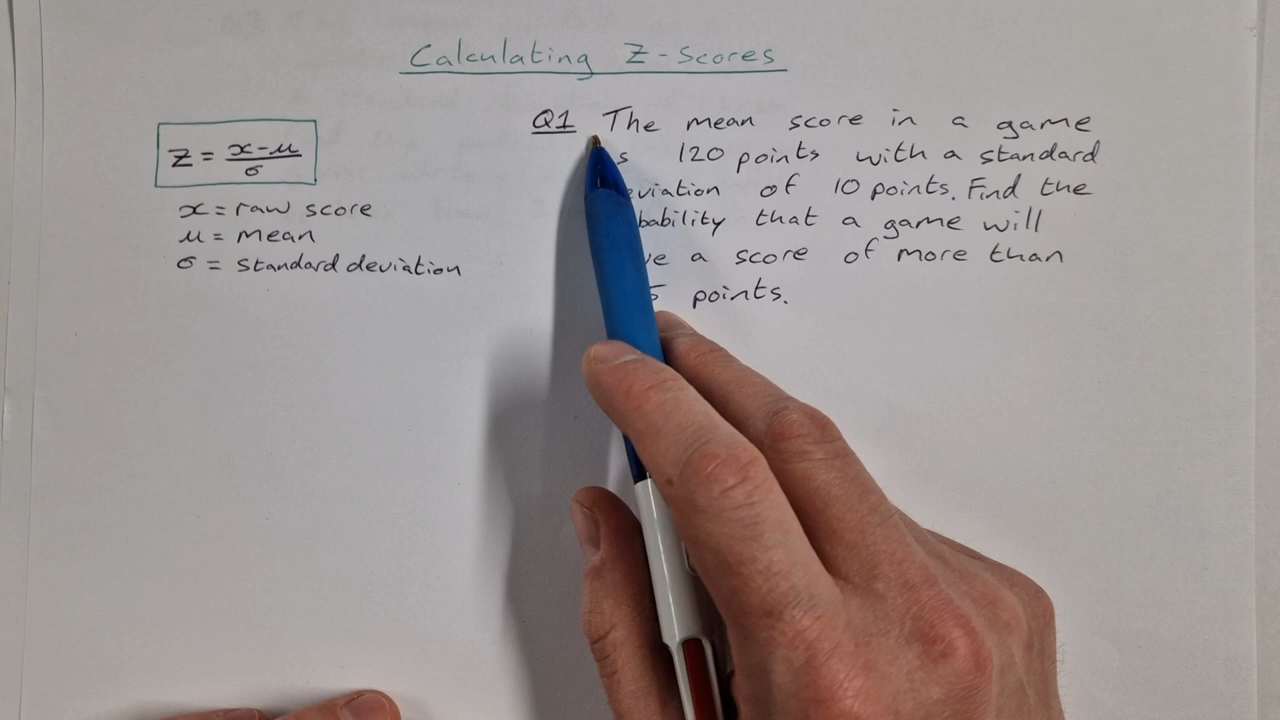 Calculating Z-Scores
Z = x-μ/σ
x = raw score
μ = mean
σ = standard deviation
Q1 The mean score in a game
120 points with a standard
of 10 points. Find the
that a game will
a score of more than
points.